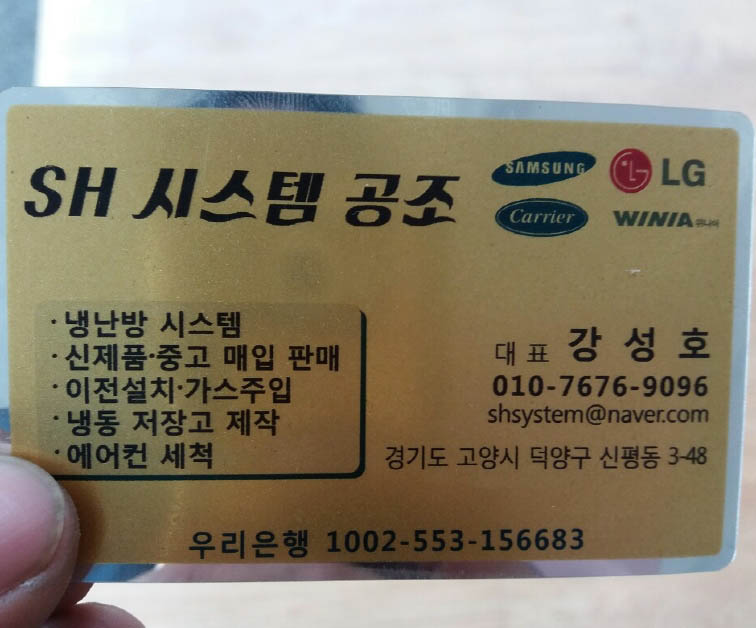 SH 시스템 공조
SAMSUNG
LG
Carrier
WINIA 위니아
·냉난방 시스템
·신제품·중고 매입 판매
·이전설치·가스주입
·냉동 저장고 제작
·에어컨 세척
대표 강성호
010-7676-9096
shsystem@naver.com
경기도 고양시 덕양구 신평동 3-48
우리은행 1002-553-156683